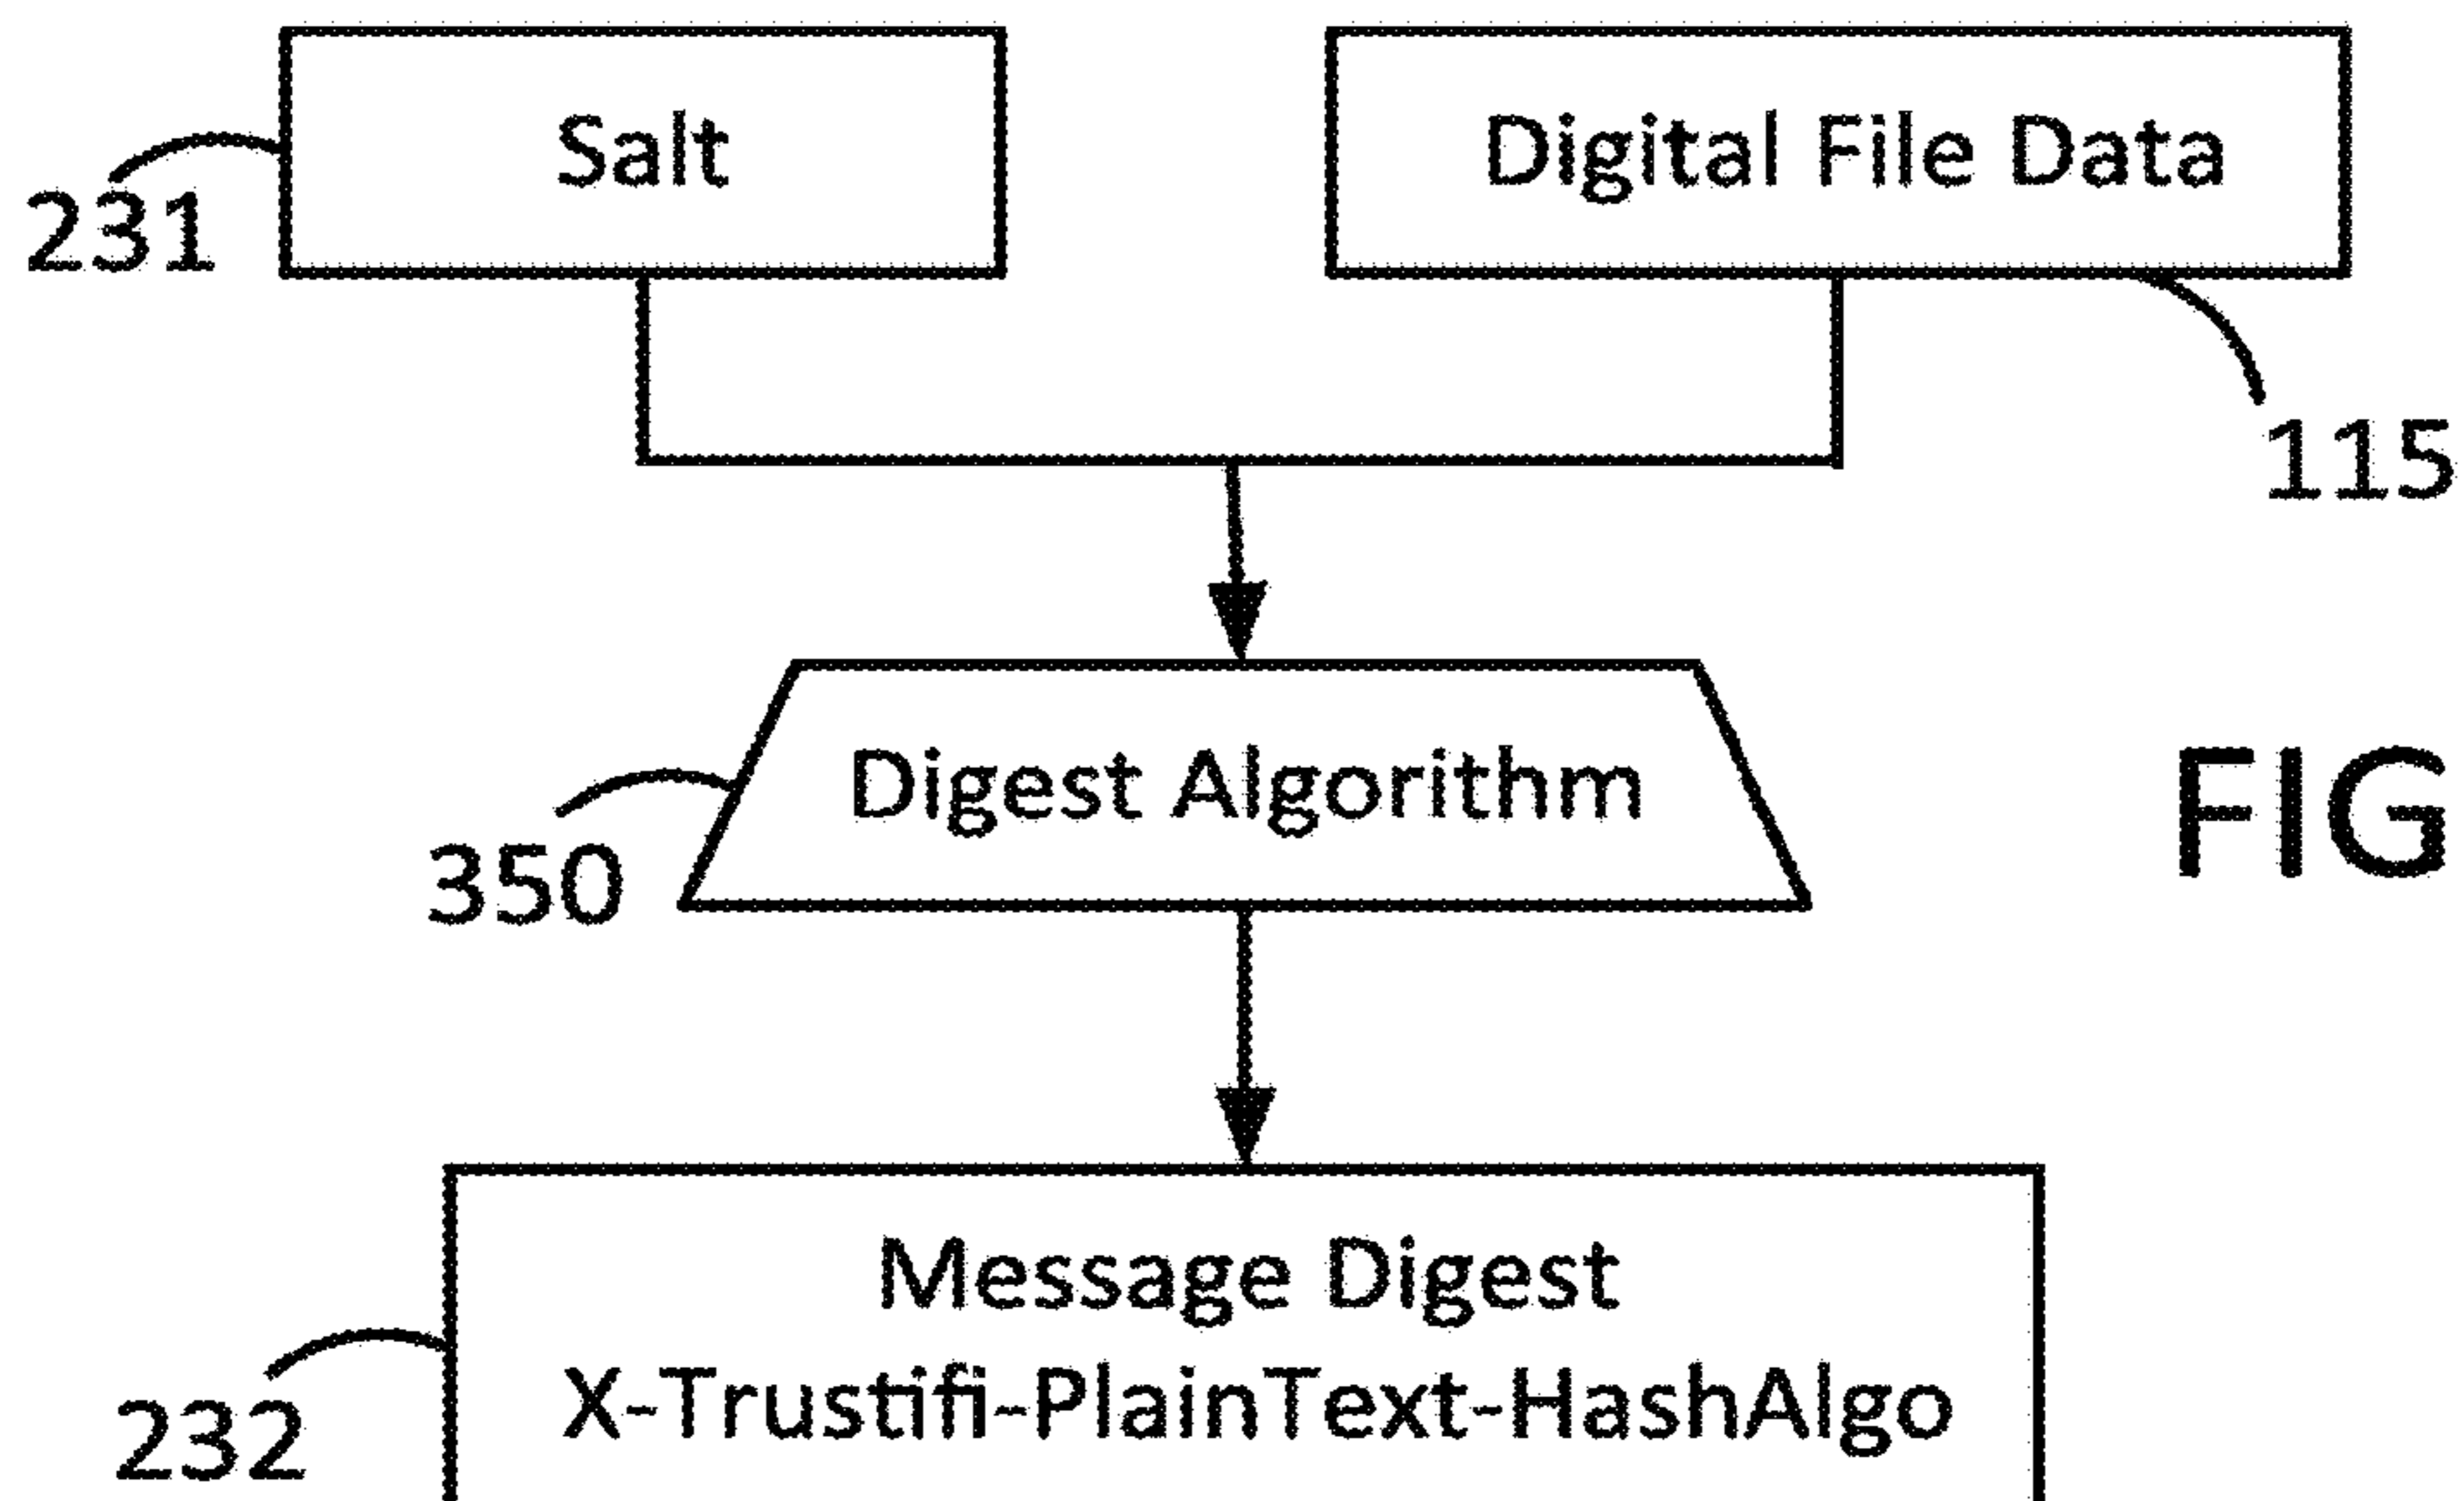 Salt
Digital File Data
231
115
Digest Algorithm
350
FIG
Message Digest
X-Trustifi-PlainText-HashAlgo
232